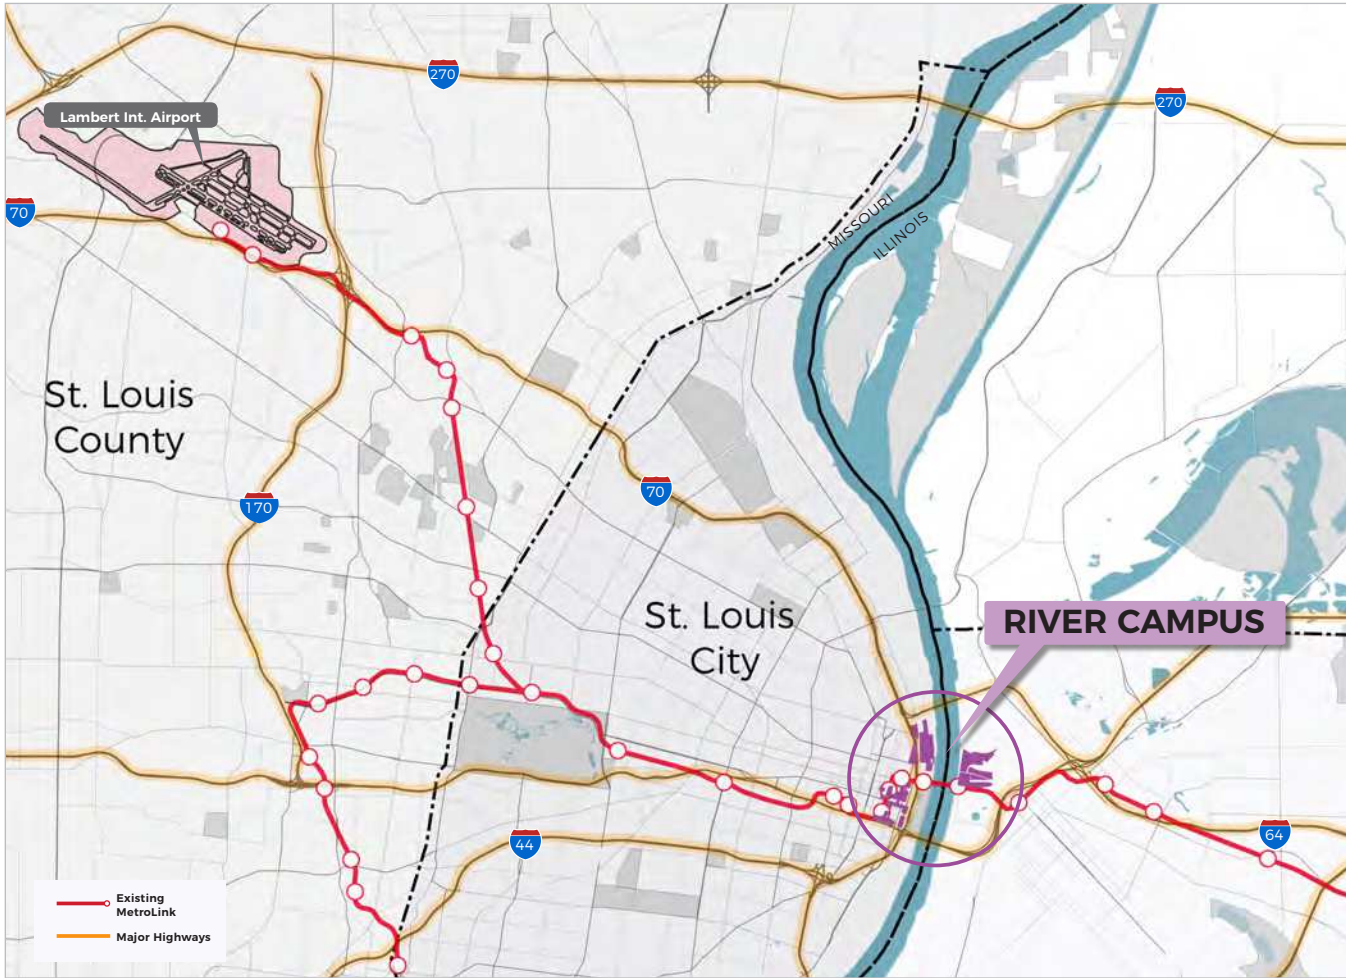 270
270
Lambert Int. Airport
70
MISSOURI
ILLINOIS
St. Louis
County
70
170
St. Louis
City
RIVER CAMPUS
64
44
Existing
MetroLink
Major Highways